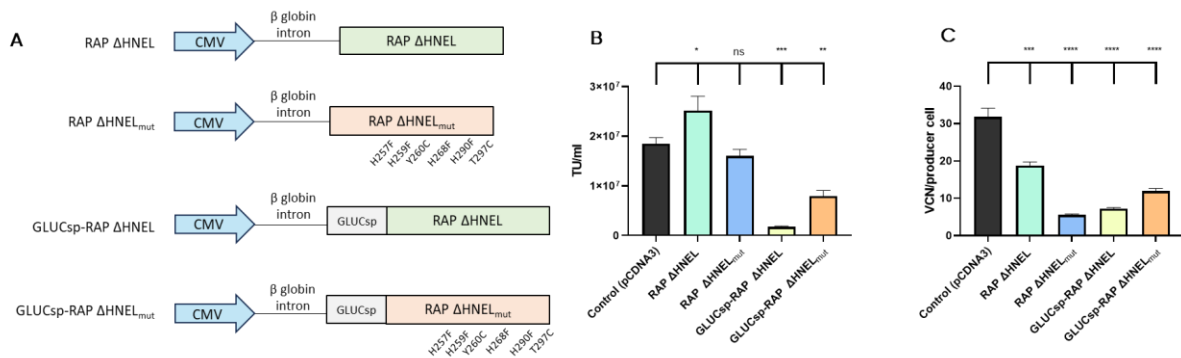 A
RAP ΔHNEL
CMV
β globin
intron
RAP ΔHNEL
RAP ΔHNELmut
CMV
β globin
intron
RAP ΔHNELmut
H257F
H259F
Y260C
H268F
H290F
T297C
GLUCsp-RAP ΔHNEL
CMV
β globin
intron
GLUCsp
RAP ΔHNEL
GLUCsp-RAP ΔHNELmut
CMV
β globin
intron
GLUCsp
RAP ΔHNELmut
H257F
H259F
Y260C
H268F
H290F
T297C
B
* ns *** **
TU/ml
3×10⁷
2×10⁷
1×10⁷
0
Control (pCDNA3)
RAP ΔHNEL
RAP ΔHNELmut
GLUCsp-RAP ΔHNEL
GLUCsp-RAP ΔHNELmut
C
*** **** **** ****
VCN/producer cell
40
30
20
10
0
Control (pCDNA3)
RAP ΔHNEL
RAP ΔHNELmut
GLUCsp-RAP ΔHNEL
GLUCsp-RAP ΔHNELmut